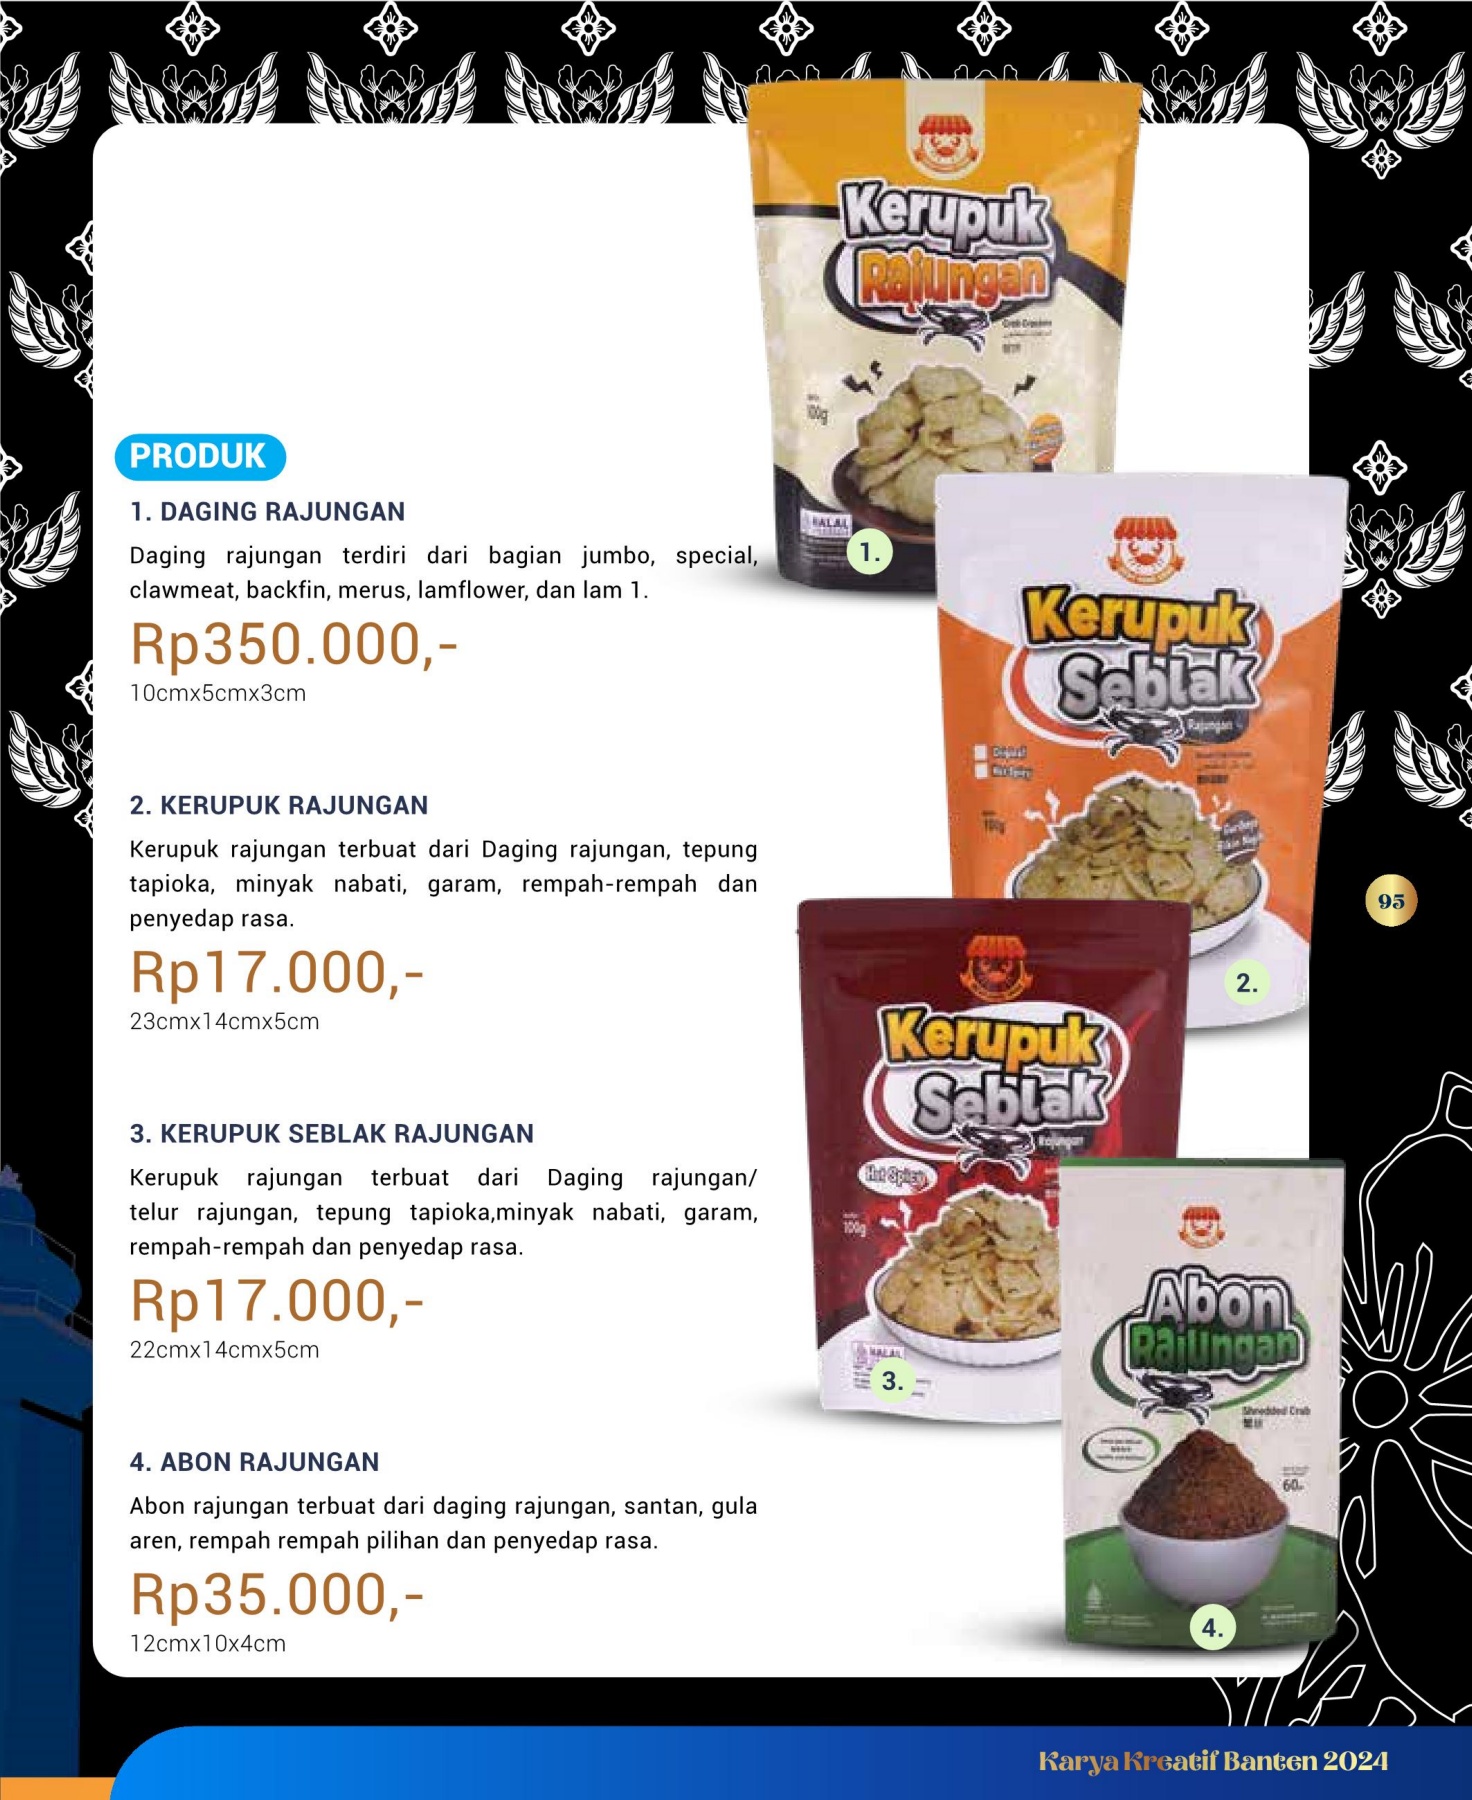 PRODUK
1. DAGING RAJUNGAN
Daging rajungan terdiri dari bagian jumbo, special,
clawmeat, backfin, merus, lamflower, dan lam 1.
Rp350.000,-
10cmx5cmx3cm
2. KERUPUK RAJUNGAN
Kerupuk rajungan terbuat dari Daging rajungan, tepung
tapioka, minyak nabati, garam, rempah-rempah dan
penyedap rasa.
Rp17.000,-
23cmx14cmx5cm
3. KERUPUK SEBLAK RAJUNGAN
Kerupuk rajungan terbuat dari Daging rajungan/
telur rajungan, tepung tapioka,minyak nabati, garam,
rempah-rempah dan penyedap rasa.
Rp17.000,-
22cmx14cmx5cm
4. ABON RAJUNGAN
Abon rajungan terbuat dari daging rajungan, santan, gula
aren, rempah rempah pilihan dan penyedap rasa.
Rp35.000,-
12cmx10x4cm
Kerupuk
Rajungan
Crab Crackers
100g
HALAL
1.
Kerupuk
Seblak
Rajungan
Original
Hot Spicy
100g
2.
Kerupuk
Seblak
Rajungan
Hot Spicy
100g
HALAL
3.
Abon
Rajungan
Shredded Crab
60
4.
95
Karya Kreatif Banten 2024